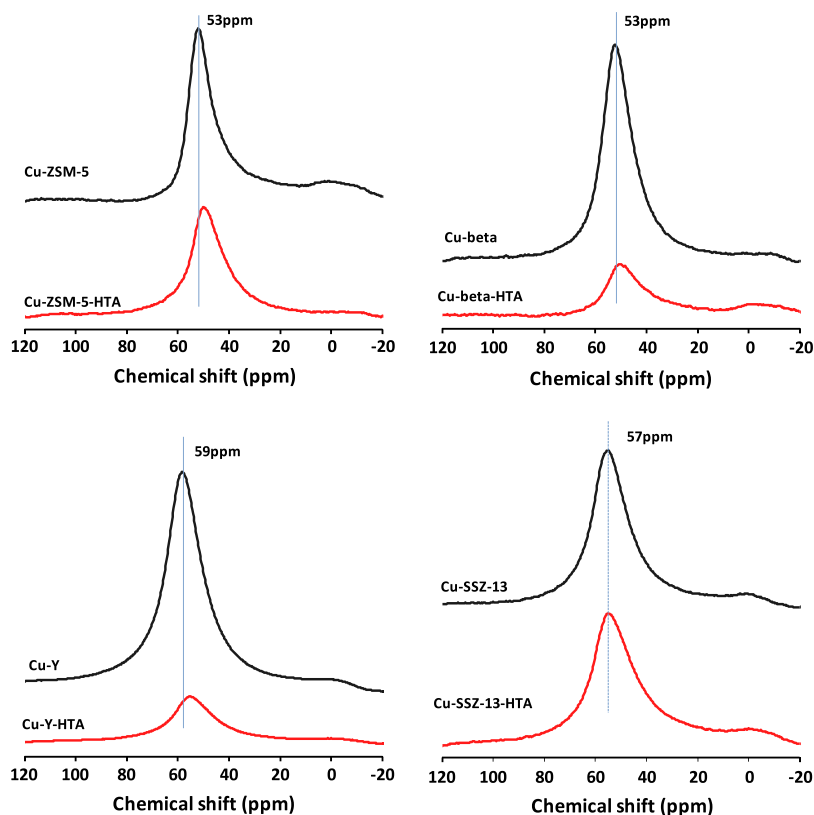 53ppm
Cu-ZSM-5
Cu-ZSM-5-HTA
120 100 80 60 40 20 0 -20
Chemical shift (ppm)
53ppm
Cu-beta
Cu-beta-HTA
120 100 80 60 40 20 0 -20
Chemical shift (ppm)
59ppm
Cu-Y
Cu-Y-HTA
120 100 80 60 40 20 0 -20
Chemical shift (ppm)
57ppm
Cu-SSZ-13
Cu-SSZ-13-HTA
120 100 80 60 40 20 0 -20
Chemical shift (ppm)